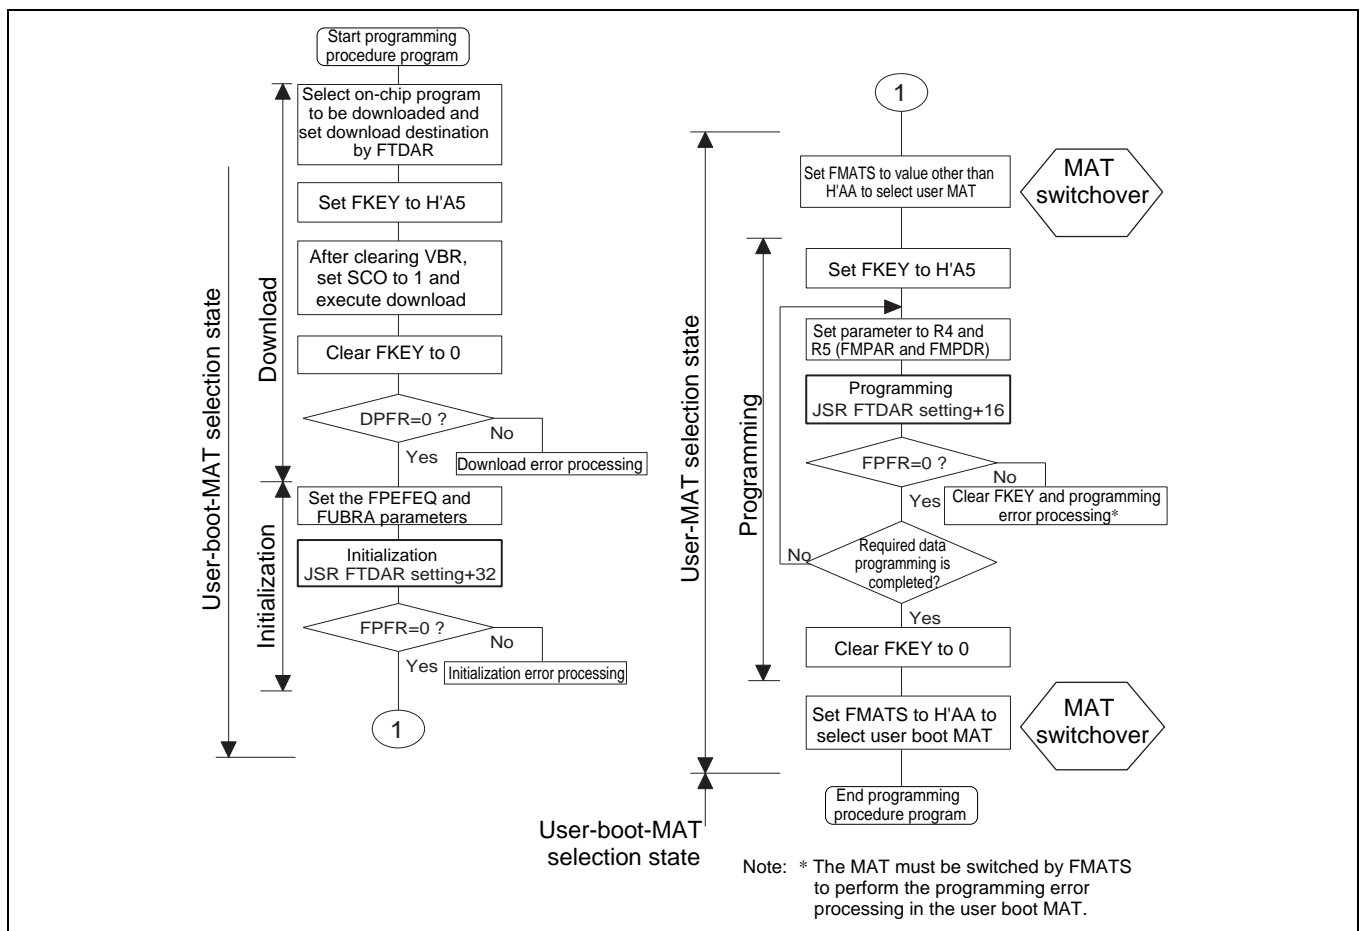 Start programming
procedure program
Select on-chip program
to be downloaded and
set download destination
by FTDAR
Set FKEY to H'A5
After clearing VBR,
set SCO to 1 and
execute download
Clear FKEY to 0
DPFR=0 ?
No
Yes
Download error processing
Set the FPEFEQ and
FUBRA parameters
Initialization
JSR FTDAR setting+32
FPFR=0 ?
No
Yes
Initialization error processing
1
Download
Initialization
User-boot-MAT selection state
1
Set FMATS to value other than
H'AA to select user MAT
MAT
switchover
Set FKEY to H'A5
Set parameter to R4 and
R5 (FMPAR and FMPDR)
Programming
JSR FTDAR setting+16
FPFR=0 ?
No
Yes
Clear FKEY and programming
error processing*
No
Required data
programming is
completed?
Yes
Clear FKEY to 0
Set FMATS to H'AA to
select user boot MAT
MAT
switchover
End programming
procedure program
Programming
User-MAT selection state
User-boot-MAT
selection state
Note: * The MAT must be switched by FMATS
to perform the programming error
processing in the user boot MAT.